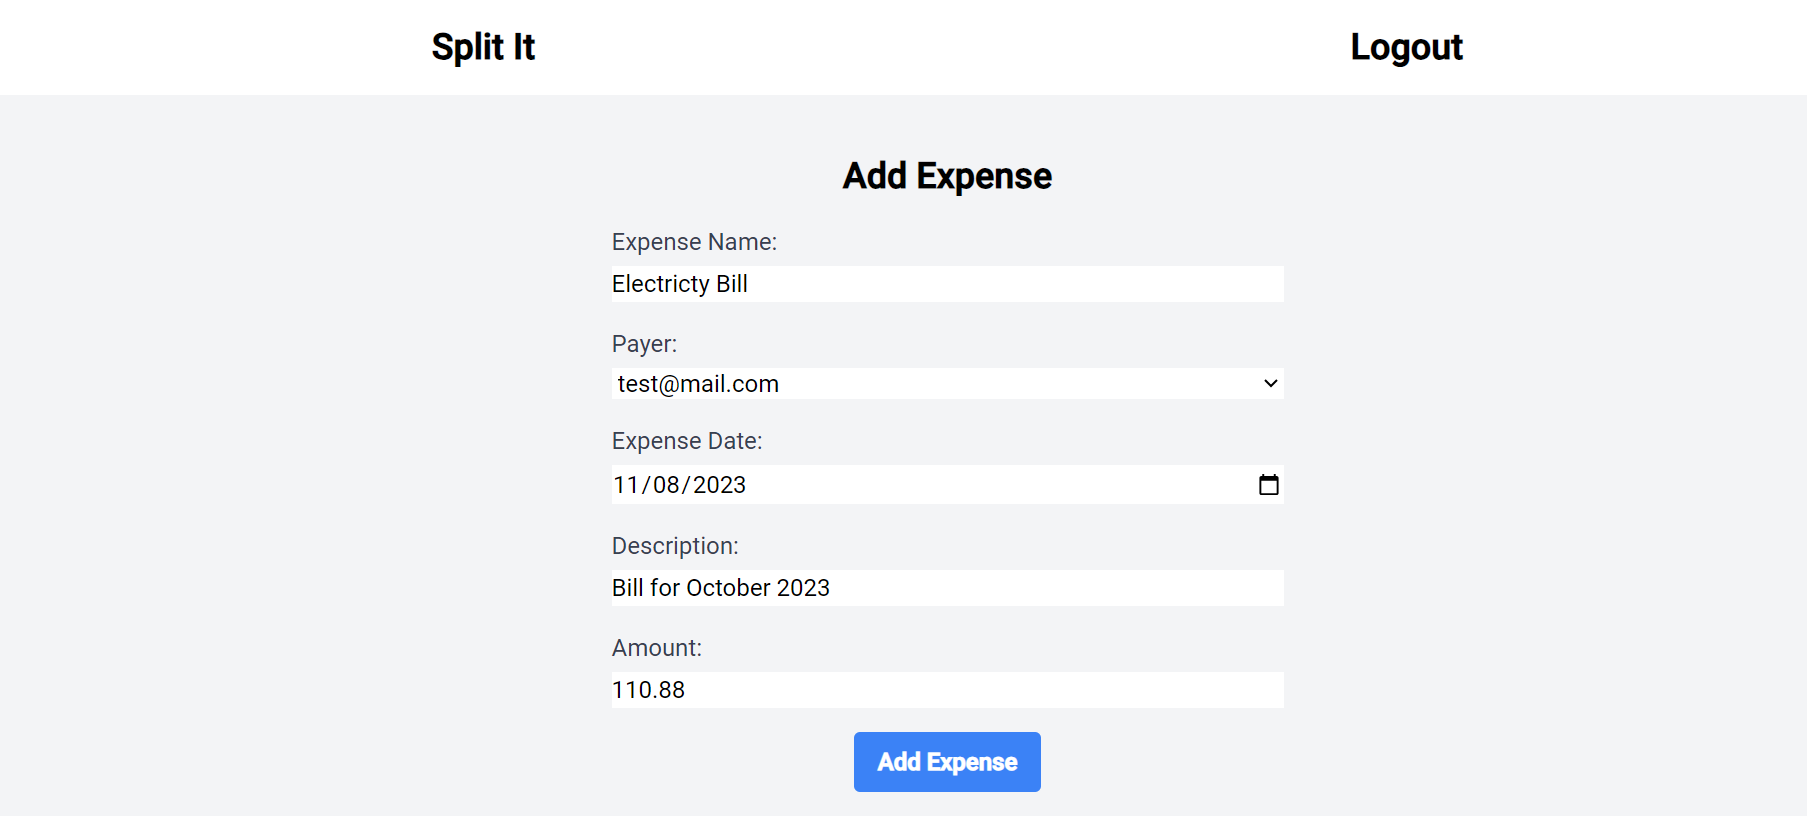 Split It
Logout
Add Expense
Expense Name:
Electricty Bill
Payer:
test@mail.com
Expense Date:
11/08/2023
Description:
Bill for October 2023
Amount:
110.88
Add Expense